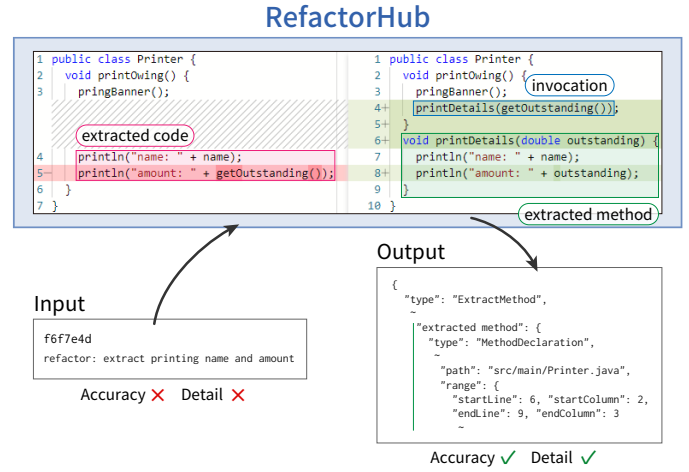 RefactorHub
1 public class Printer {
2 void printOwing() {
3 pringBanner();
extracted code
4 println("name: " + name);
5- println("amount: " + getOutstanding());
6 }
7 }
1 public class Printer {
2 void printOwing() {
3 pringBanner();
invocation
4+ printDetails(getOutstanding());
5+ }
6+ void printDetails(double outstanding) {
7 println("name: " + name);
8+ println("amount: " + outstanding);
9 }
10 }
extracted method
Input
f6f7e4d
refactor: extract printing name and amount
Accuracy ✕ Detail ✕
Output
{
"type": "ExtractMethod",
~
"extracted method": {
"type": "MethodDeclaration",
~
"path": "src/main/Printer.java",
"range": {
"startLine": 6, "startColumn": 2,
"endLine": 9, "endColumn": 3
~
Accuracy ✓ Detail ✓